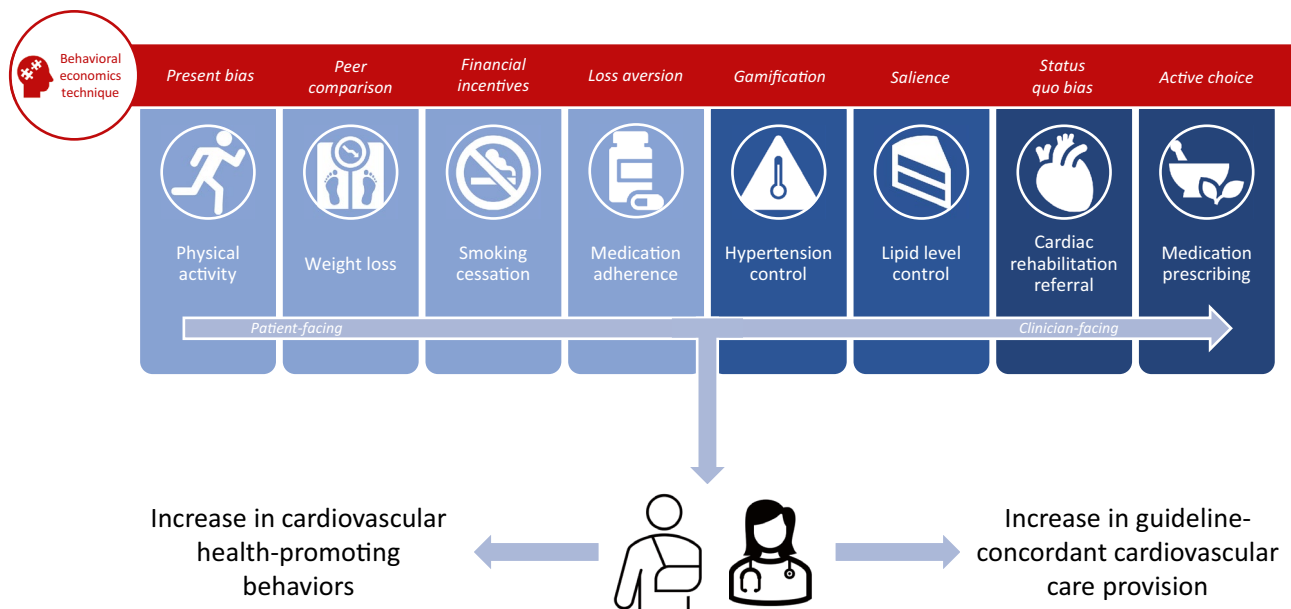 Behavioral
economics
technique
Present bias
Peer
comparison
Financial
incentives
Loss aversion
Gamification
Salience
Status
quo bias
Active choice
Physical
activity
Weight loss
Smoking
cessation
Medication
adherence
Hypertension
control
Lipid level
control
Cardiac
rehabilitation
referral
Medication
prescribing
Patient-facing
Clinician-facing
Increase in cardiovascular
health-promoting
behaviors
Increase in guideline-
concordant cardiovascular
care provision